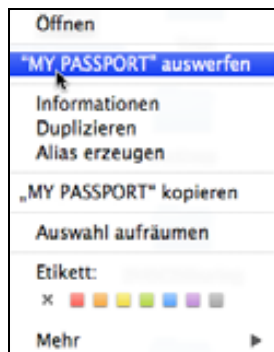 Öffnen
"MY PASSPORT" auswerfen
Informationen
Duplizieren
Alias erzeugen
„MY PASSPORT“ kopieren
Auswahl aufräumen
Etikett:
Mehr